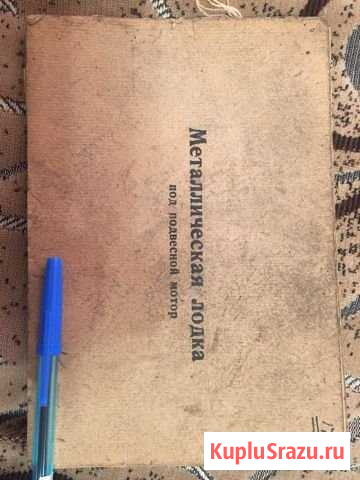 Металлическая лодка
под подвесной мотор
KupluSrazu.ru